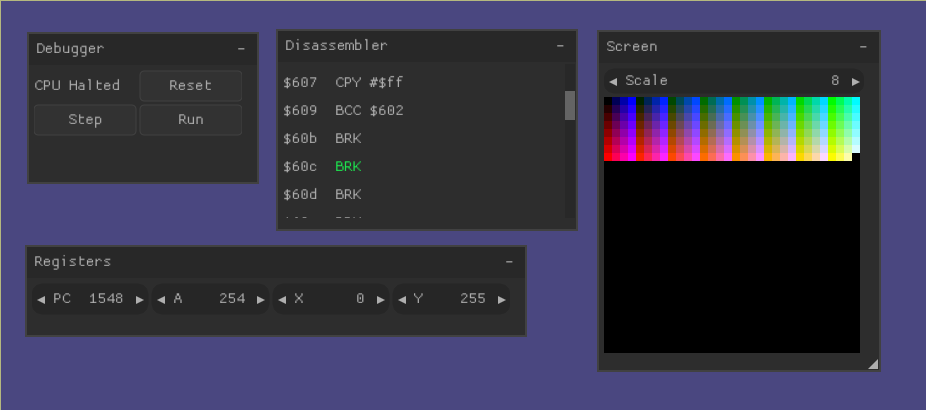 Debugger -
CPU Halted Reset
Step Run
Disassembler -
$607 CPY #$ff
$609 BCC $602
$60b BRK
$60c BRK
$60d BRK
Screen -
◀ Scale 8 ▶
Registers -
◀ PC 1548 ▶ ◀ A 254 ▶ ◀ X 0 ▶ ◀ Y 255 ▶